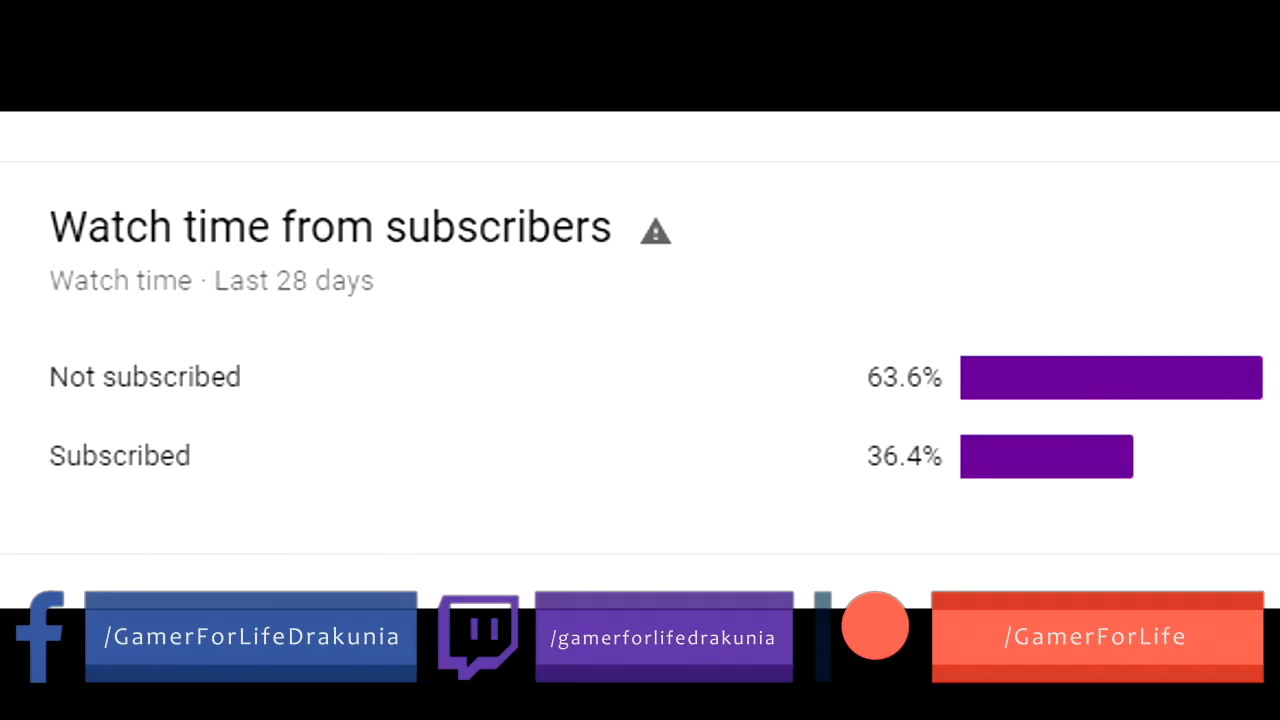 Watch time from subscribers
Watch time · Last 28 days
Not subscribed 63.6%
Subscribed 36.4%
/GamerForLifeDrakunia /gamerforlifedrakunia /GamerForLife